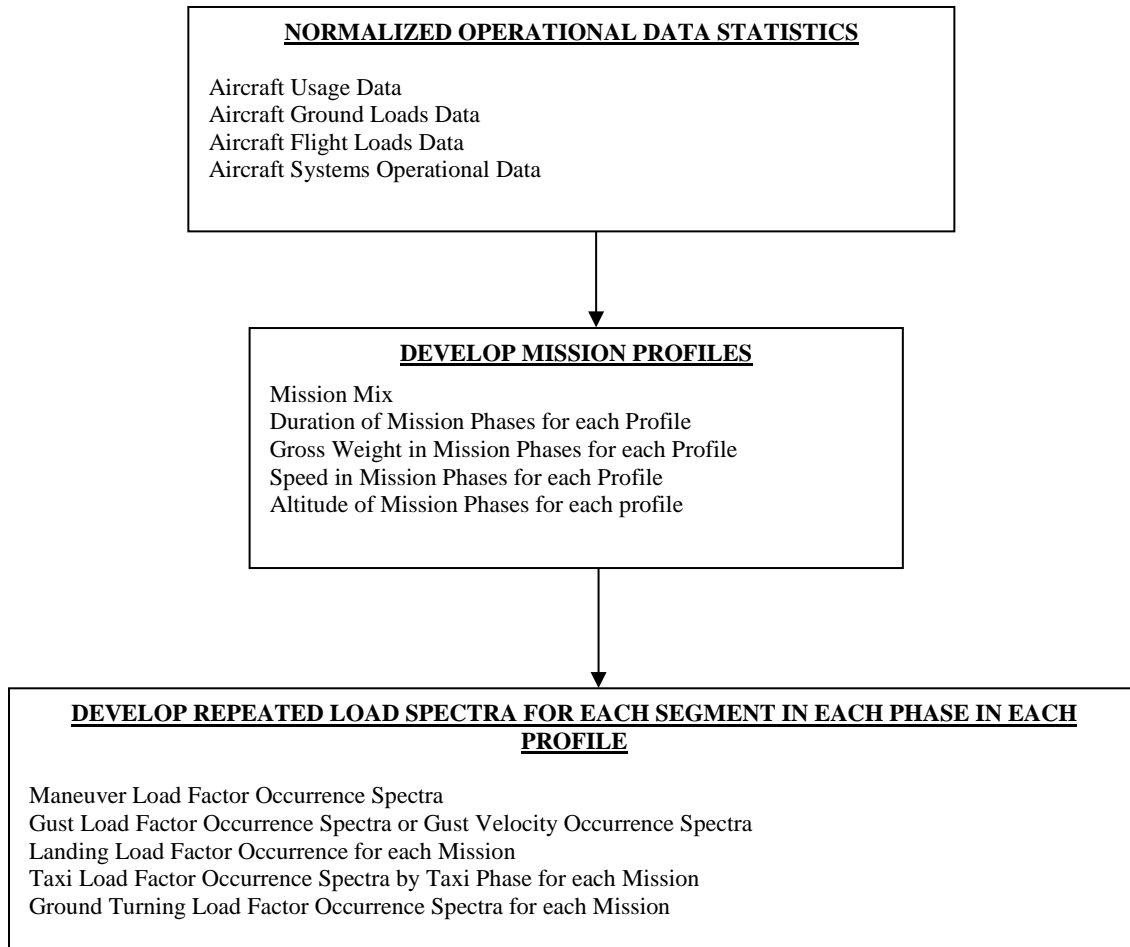 NORMALIZED OPERATIONAL DATA STATISTICS
Aircraft Usage Data
Aircraft Ground Loads Data
Aircraft Flight Loads Data
Aircraft Systems Operational Data
DEVELOP MISSION PROFILES
Mission Mix
Duration of Mission Phases for each Profile
Gross Weight in Mission Phases for each Profile
Speed in Mission Phases for each Profile
Altitude of Mission Phases for each profile
DEVELOP REPEATED LOAD SPECTRA FOR EACH SEGMENT IN EACH PHASE IN EACH
PROFILE
Maneuver Load Factor Occurrence Spectra
Gust Load Factor Occurrence Spectra or Gust Velocity Occurrence Spectra
Landing Load Factor Occurrence for each Mission
Taxi Load Factor Occurrence Spectra by Taxi Phase for each Mission
Ground Turning Load Factor Occurrence Spectra for each Mission